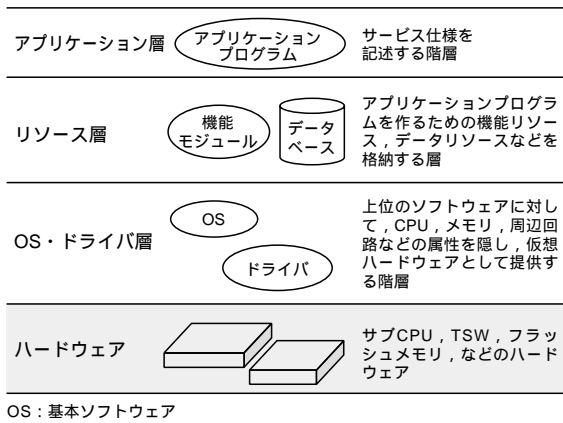 アプリケーション層
アプリケーション
プログラム
サービス仕様を
記述する階層
リソース層
機能
モジュール
データ
ベース
アプリケーションプログラ
ムを作るための機能リソー
ス，データリソースなどを
格納する層
OS・ドライバ層
OS
ドライバ
上位のソフトウェアに対し
て，CPU，メモリ，周辺回
路などの属性を隠し，仮想
ハードウェアとして提供す
る階層
ハードウェア
サブCPU，TSW，フラッ
シュメモリ，などのハード
ウェア
OS：基本ソフトウェア